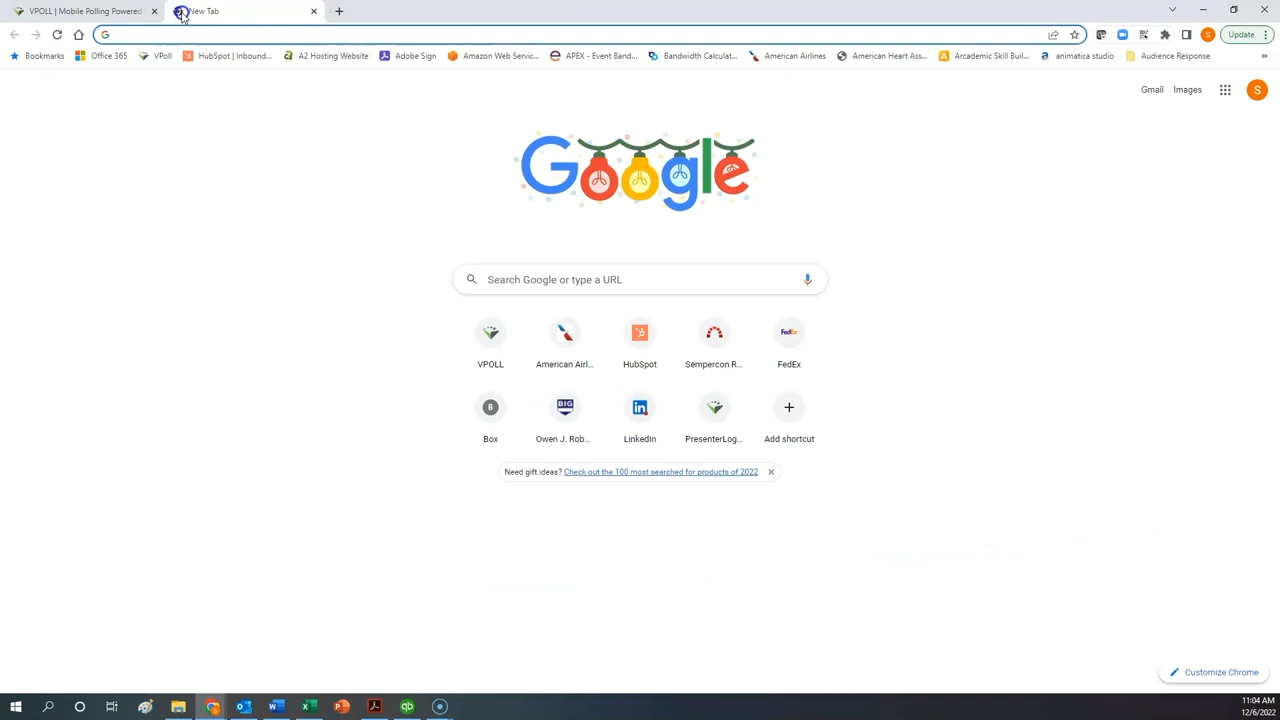 VPOLL | Mobile Polling Powered
New Tab
Update
Bookmarks
Office 365
VPoll
HubSpot | Inbound...
A2 Hosting Website
Adobe Sign
Amazon Web Servic...
APEX - Event Band...
Bandwidth Calculat...
American Airlines
American Heart Ass...
Arcademic Skill Buil...
animatica studio
Audience Response
Gmail
Images
S
Google
Search Google or type a URL
VPOLL
American Airl...
HubSpot
Sempercon R...
FedEx
FedEx
B
BIG
Box
Owen J. Rob...
LinkedIn
PresenterLog...
Add shortcut
Need gift ideas? Check out the 100 most searched for products of 2022
Customize Chrome
11:04 AM
12/6/2022